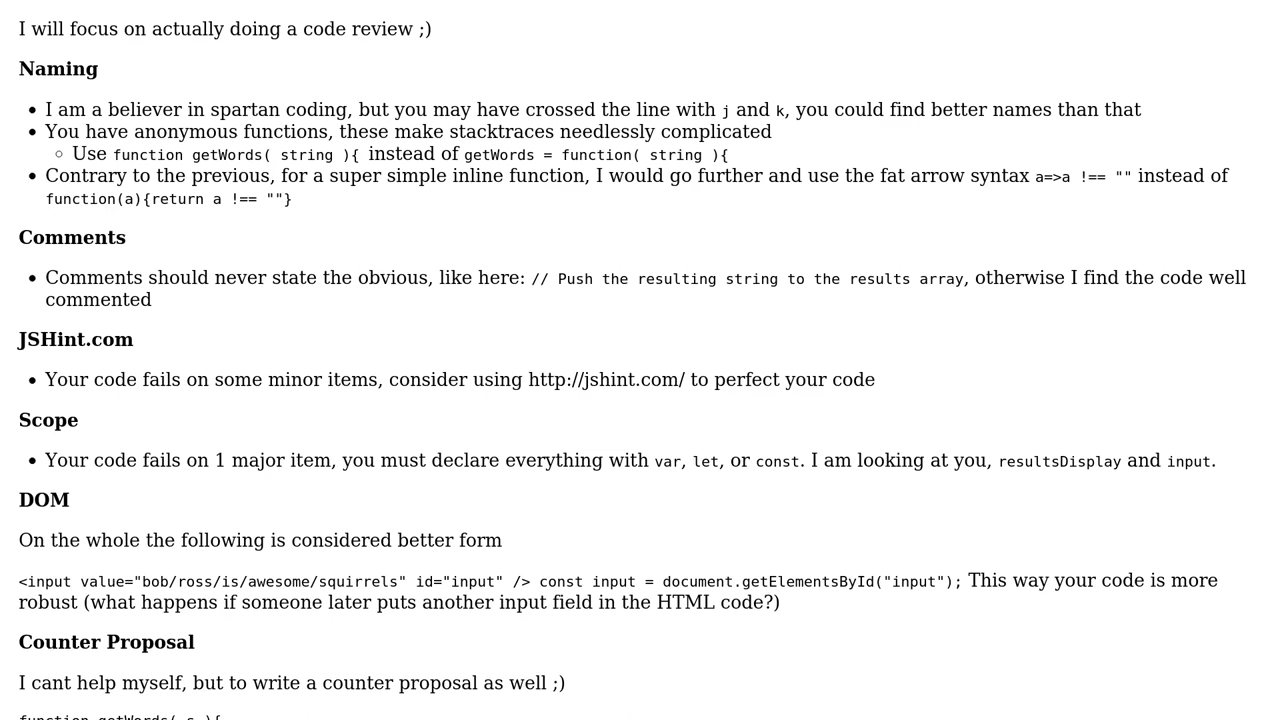 I will focus on actually doing a code review ;)
Naming
I am a believer in spartan coding, but you may have crossed the line with j and k, you could find better names than that
You have anonymous functions, these make stacktraces needlessly complicated
Use function getWords( string ){ instead of getWords = function( string ){
Contrary to the previous, for a super simple inline function, I would go further and use the fat arrow syntax a=>a !== "" instead of
function(a){return a !== ""}
Comments
Comments should never state the obvious, like here: // Push the resulting string to the results array, otherwise I find the code well
commented
JSHint.com
Your code fails on some minor items, consider using http://jshint.com/ to perfect your code
Scope
Your code fails on 1 major item, you must declare everything with var, let, or const. I am looking at you, resultsDisplay and input.
DOM
On the whole the following is considered better form
<input value="bob/ross/is/awesome/squirrels" id="input" /> const input = document.getElementsById("input"); This way your code is more
robust (what happens if someone later puts another input field in the HTML code?)
Counter Proposal
I cant help myself, but to write a counter proposal as well ;)
function getWords( s ){